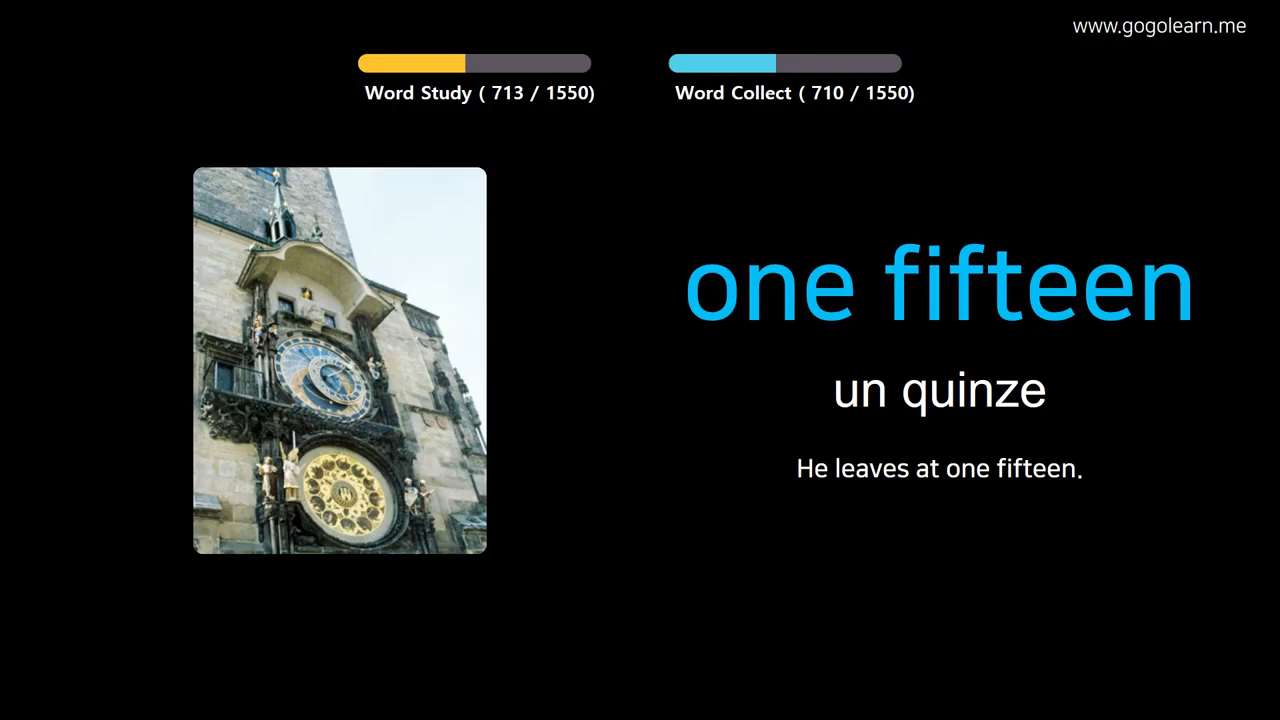 www.gogolearn.me
Word Study ( 713 / 1550)
Word Collect ( 710 / 1550)
one fifteen
un quinze
He leaves at one fifteen.